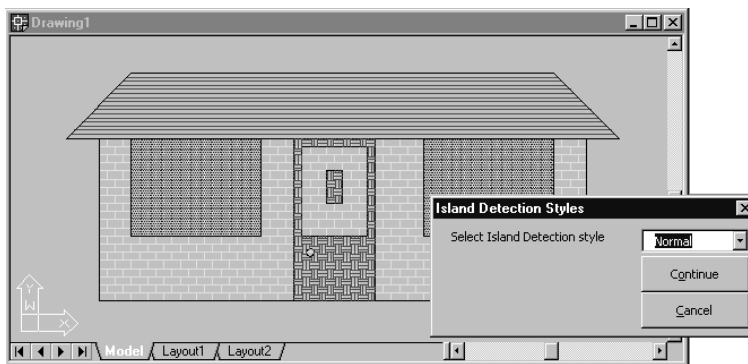 Drawing1
Island Detection Styles
Select Island Detection style
Normal
Continue
Cancel
Y
W
X
Model
Layout1
Layout2